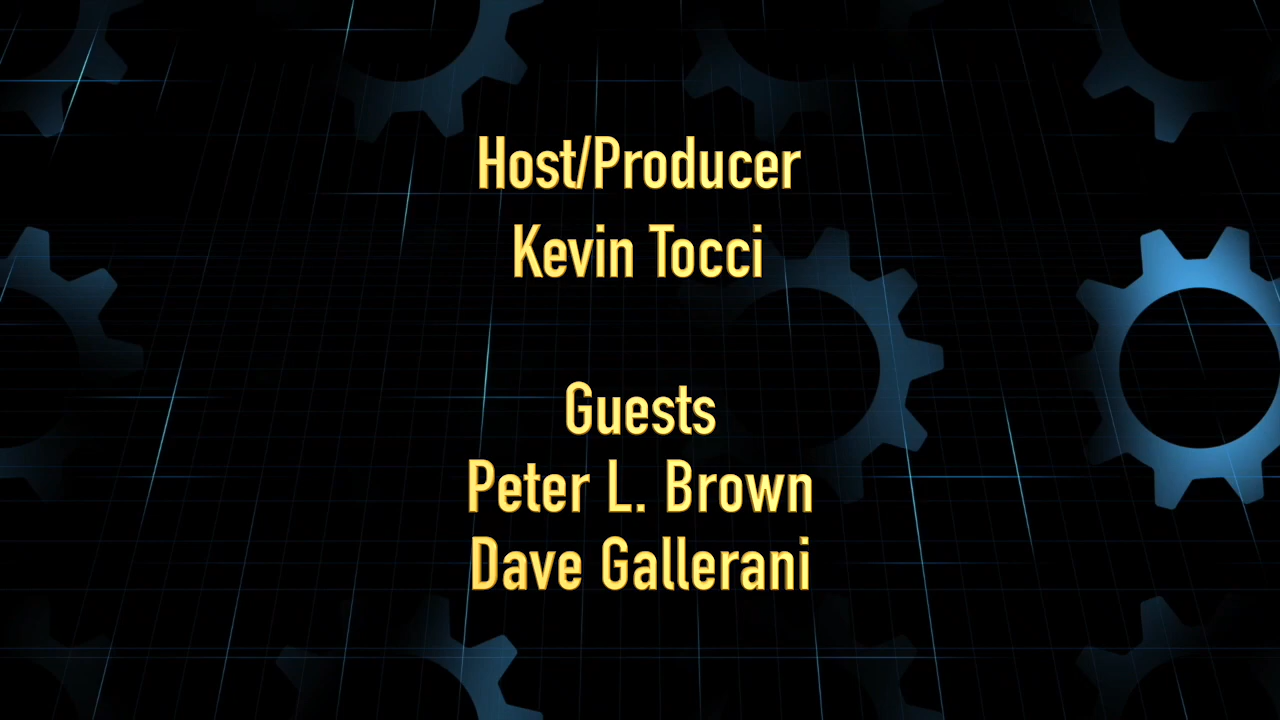 Host/Producer
Kevin Tocci
Guests
Peter L. Brown
Dave Gallerani